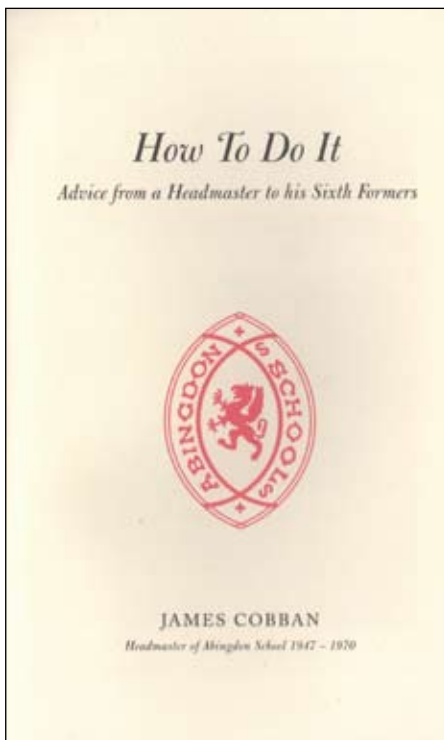 How To Do It
Advice from a Headmaster to his Sixth Formers
ABINGDON
S SCHOOLS
JAMES COBBAN
Headmaster of Abingdon School 1947 – 1970